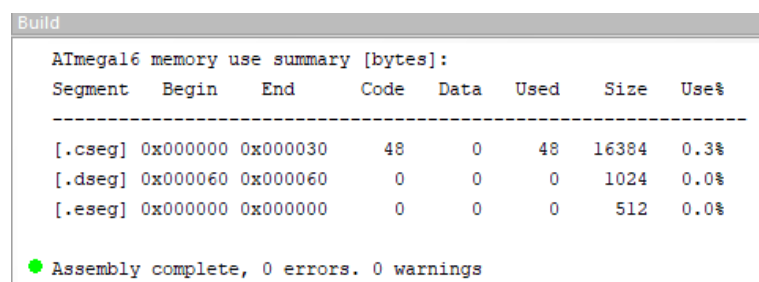 Build
ATmega16 memory use summary [bytes]:
Segment Begin End Code Data Used Size Use%
---------------------------------------------------------------
[.cseg] 0x000000 0x000030 48 0 48 16384 0.3%
[.dseg] 0x000060 0x000060 0 0 0 1024 0.0%
[.eseg] 0x000000 0x000000 0 0 0 512 0.0%
Assembly complete, 0 errors. 0 warnings